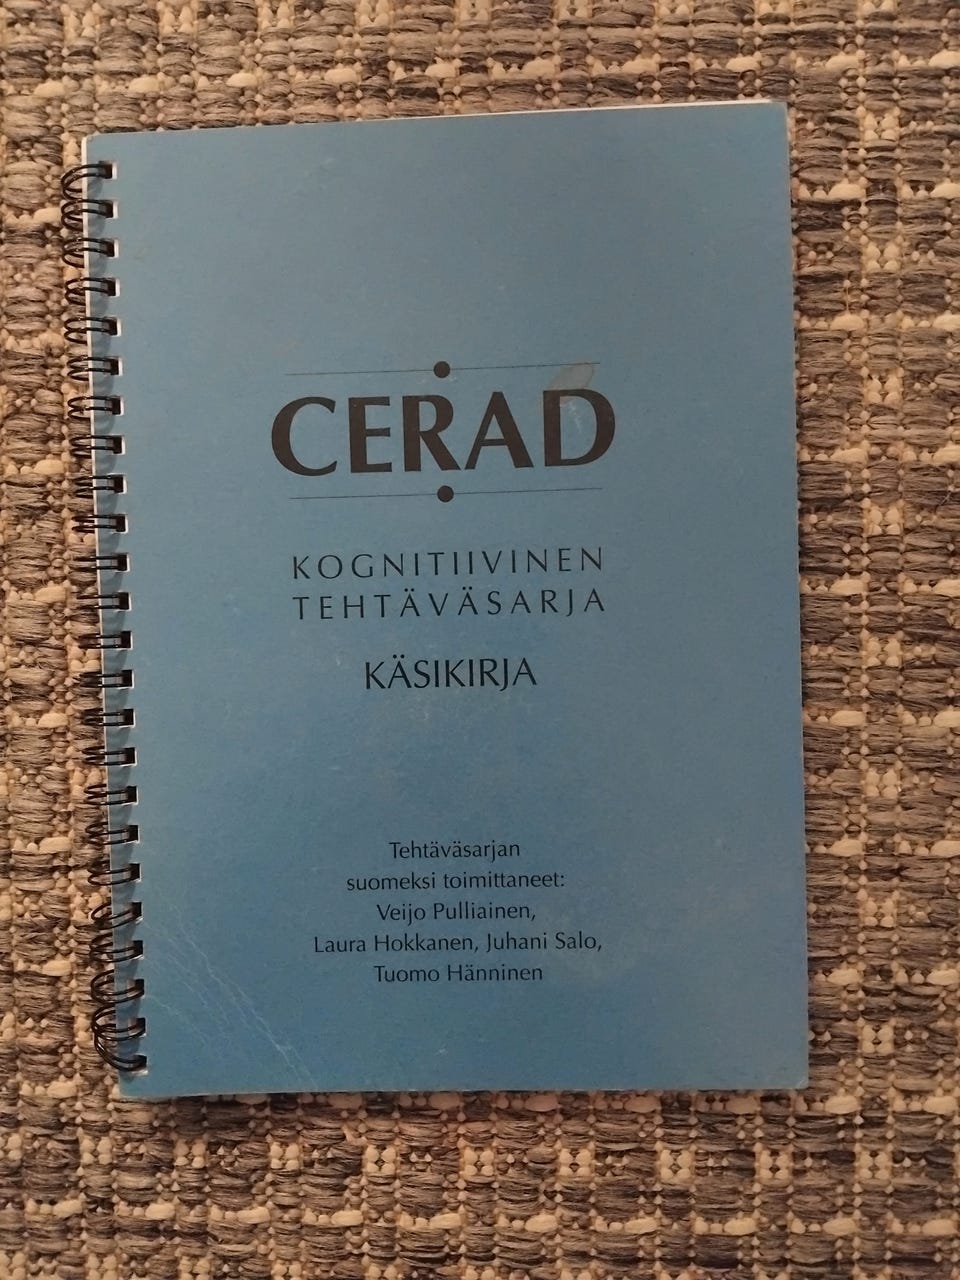 CERAD
KOGNITIIVINEN
TEHTÄVÄSARJA
KÄSIKIRJA
Tehtäväsarjan
suomeksi toimittaneet:
Veijo Pulliainen,
Laura Hokkanen, Juhani Salo,
Tuomo Hänninen